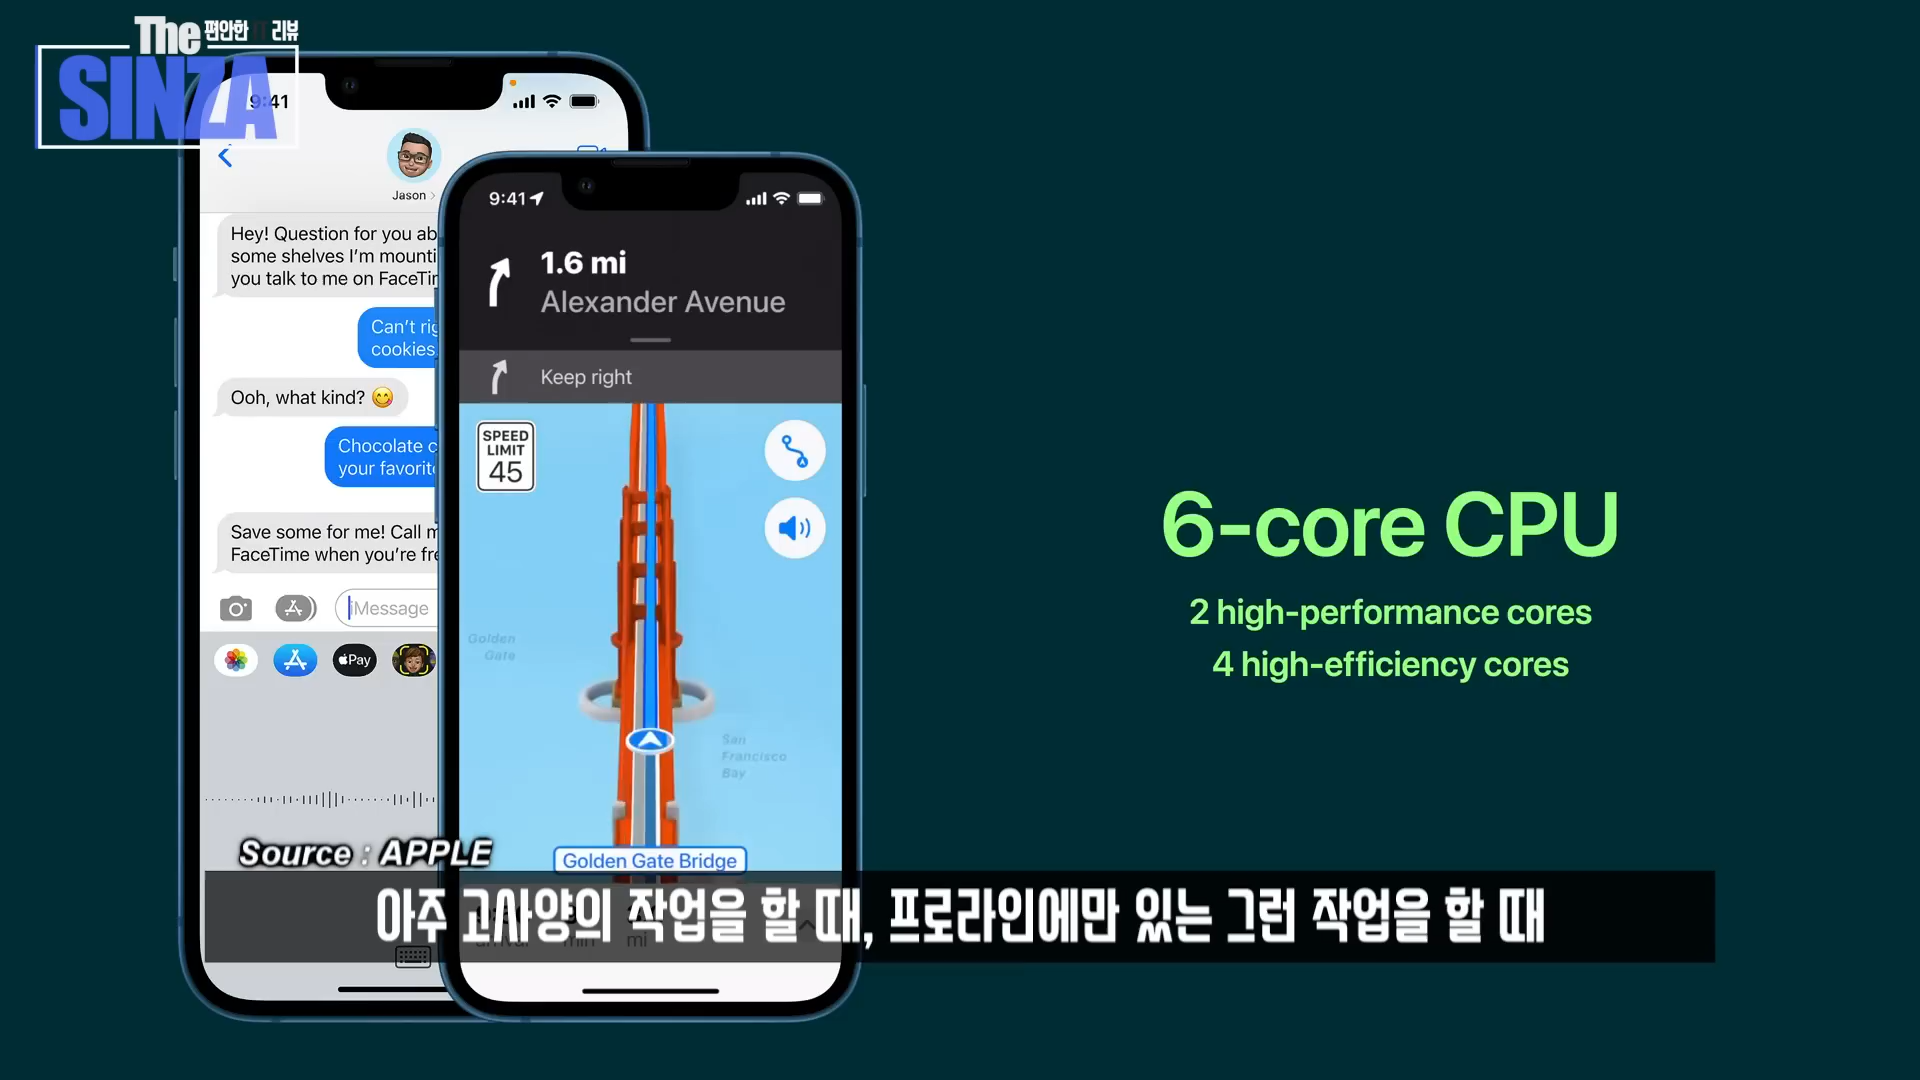 The 편안한 IT 리뷰
SINZA
9:41
Jason
Hey! Question for you ab
some shelves I'm mounti
you talk to me on FaceTi
Can't rig
cookies
Ooh, what kind? 😋
Chocolate c
your favorit
Save some for me! Call m
FaceTime when you're fre
iMessage
Pay
9:41
1.6 mi
Alexander Avenue
Keep right
SPEED
LIMIT
45
Golden
Gate
San
Francisco
Bay
Golden Gate Bridge
6-core CPU
2 high-performance cores
4 high-efficiency cores
Source : APPLE
아주 고사양의 작업을 할 때, 프로라인에만 있는 그런 작업을 할 때